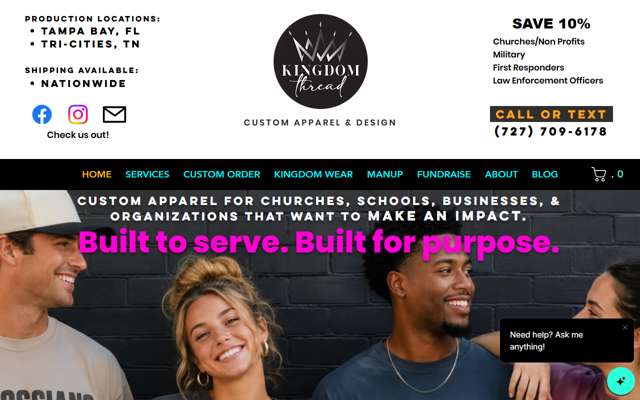 PRODUCTION LOCATIONS:
• TAMPA BAY, FL
• TRI-CITIES, TN
SHIPPING AVAILABLE:
• NATIONWIDE
Check us out!
KINGDOM
thread
CUSTOM APPAREL & DESIGN
SAVE 10%
Churches/Non Profits
Military
First Responders
Law Enforcement Officers
CALL OR TEXT
(727) 709-6178
HOME SERVICES CUSTOM ORDER KINGDOM WEAR MANUP FUNDRAISE ABOUT BLOG
. 0
CUSTOM APPAREL FOR CHURCHES, SCHOOLS, BUSINESSES, &
ORGANIZATIONS THAT WANT TO MAKE AN IMPACT.
Built to serve. Built for purpose.
Need help? Ask me
anything!